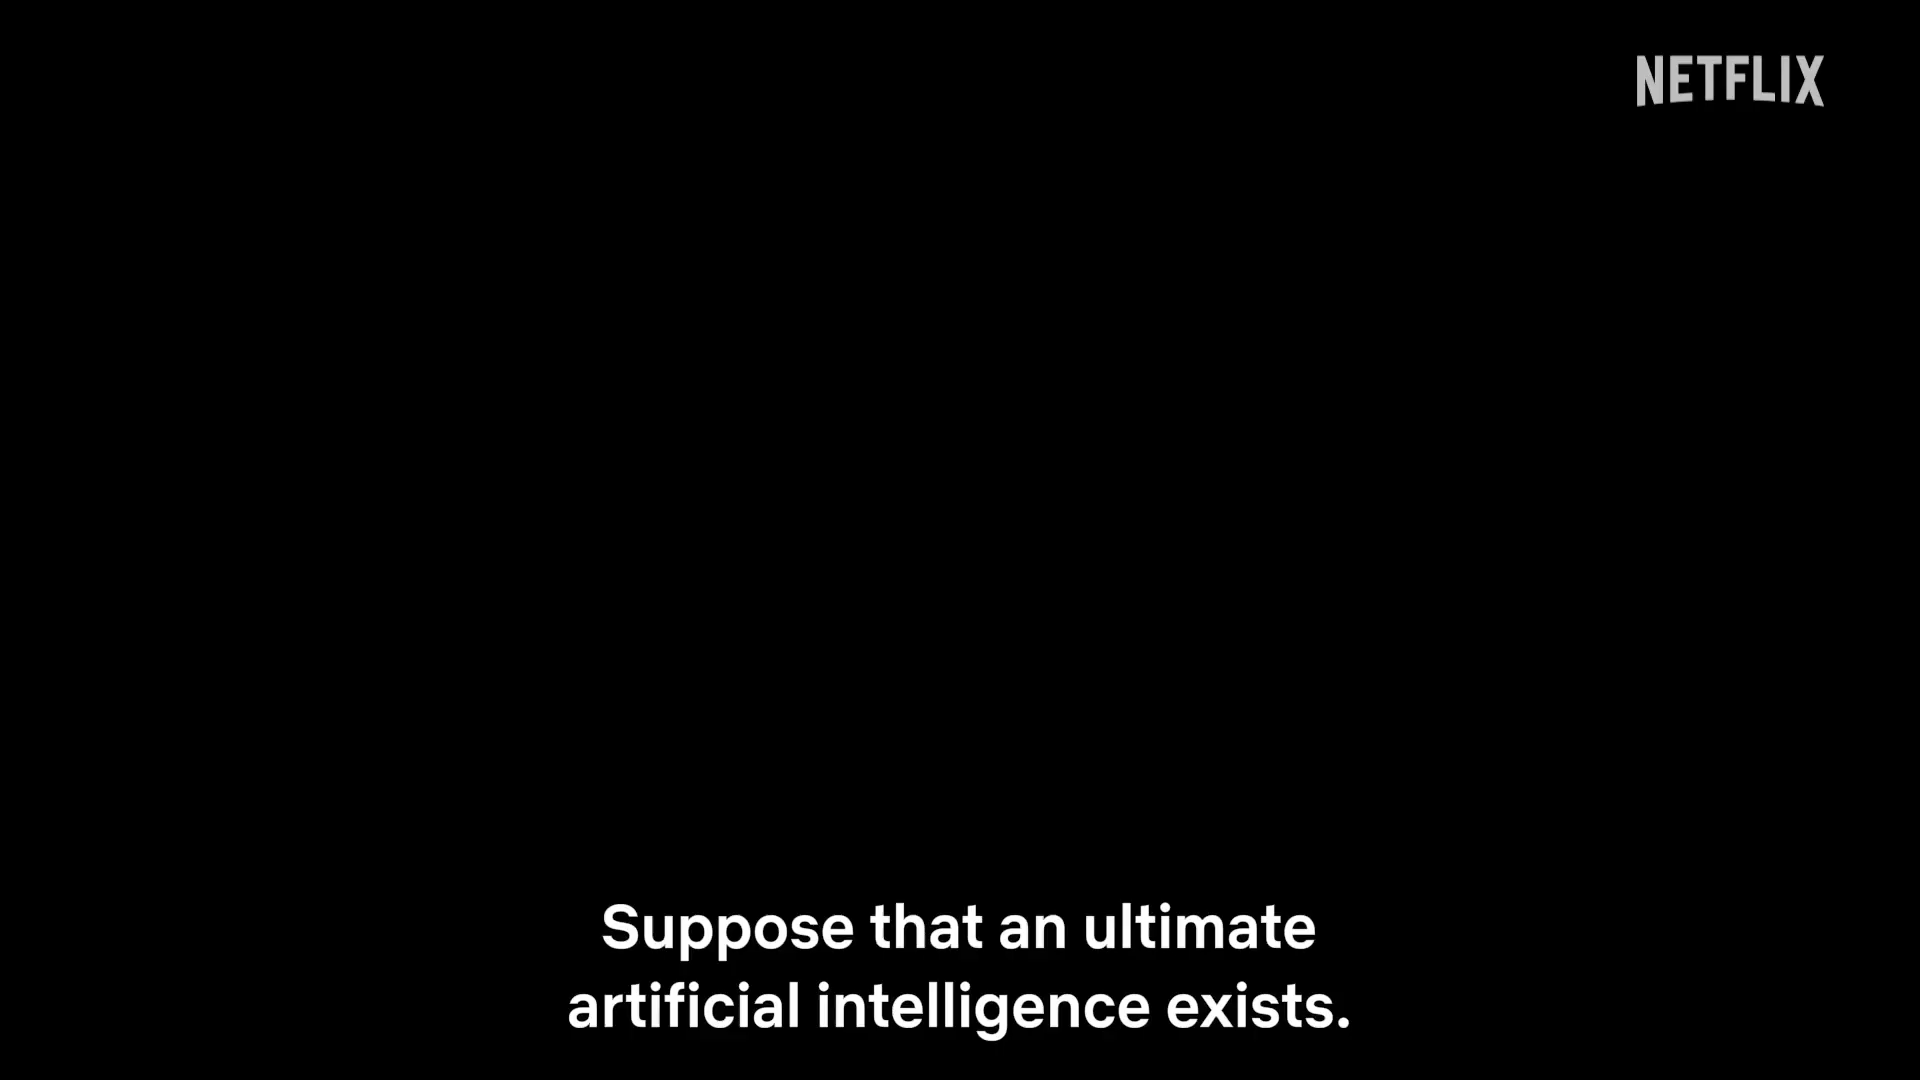 NETFLIX
Suppose that an ultimate
artificial intelligence exists.